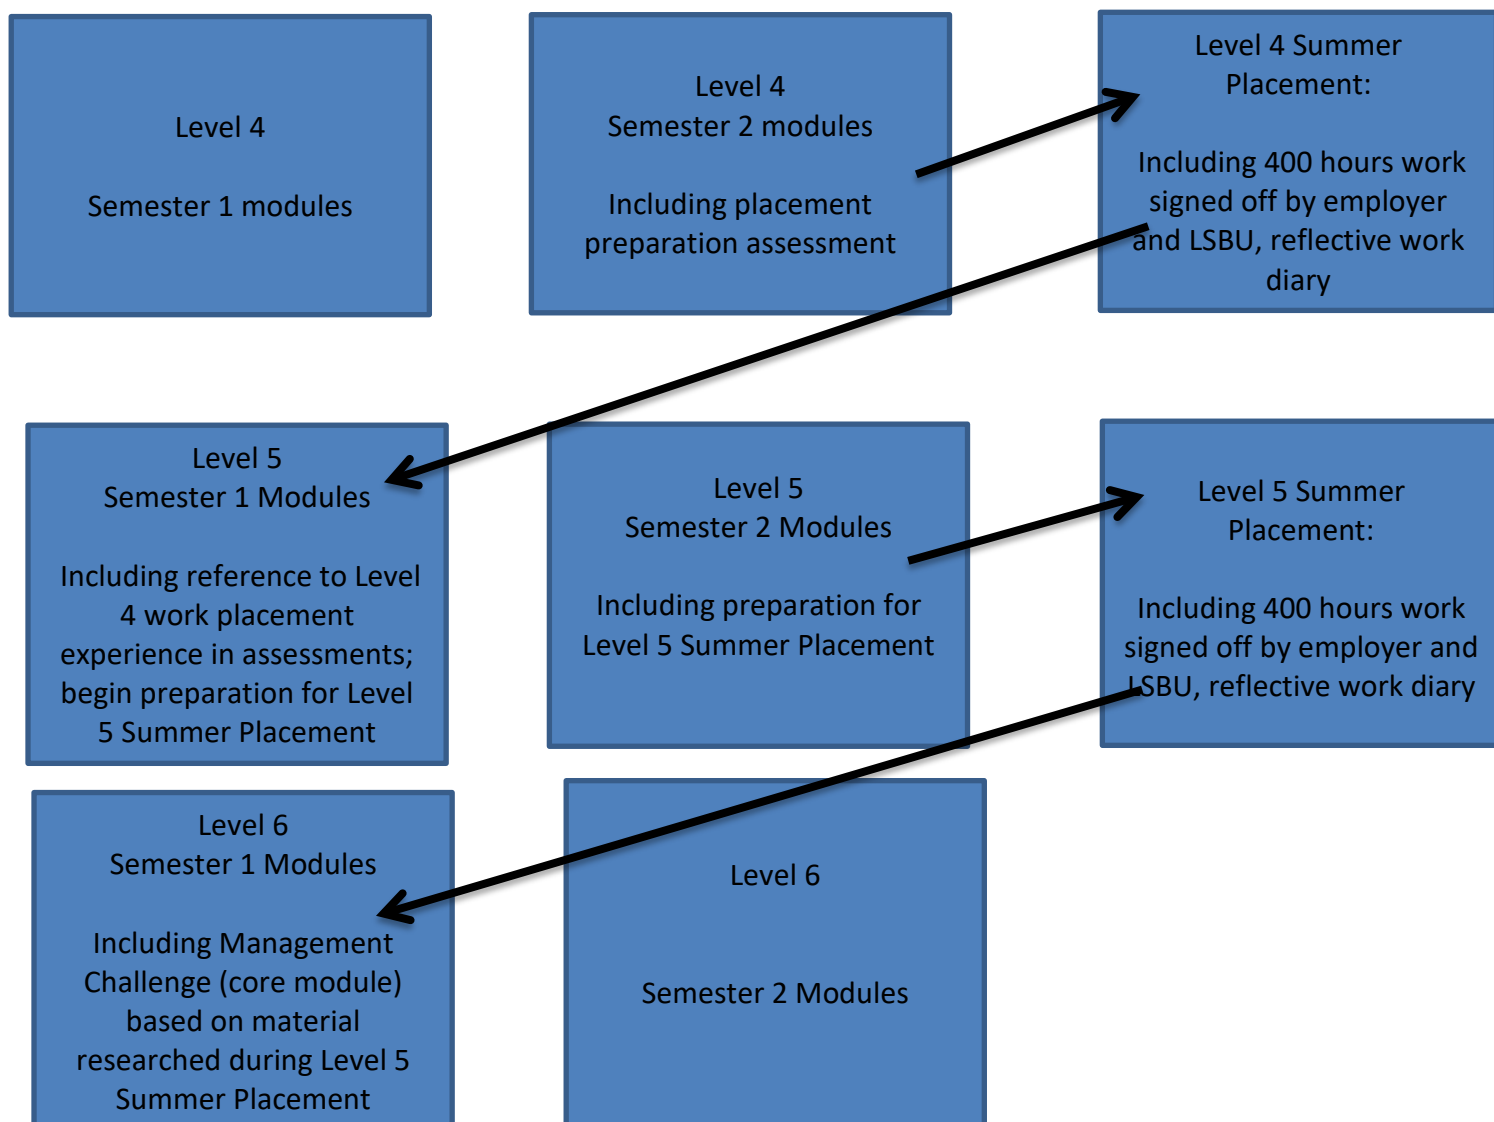 Level 4
Semester 1 modules
Level 4
Semester 2 modules
Including placement
preparation assessment
Level 4 Summer
Placement:
Including 400 hours work
signed off by employer
and LSBU, reflective work
diary
Level 5
Semester 1 Modules
Including reference to Level
4 work placement
experience in assessments;
begin preparation for Level
5 Summer Placement
Level 5
Semester 2 Modules
Including preparation for
Level 5 Summer Placement
Level 5 Summer
Placement:
Including 400 hours work
signed off by employer and
LSBU, reflective work diary
Level 6
Semester 1 Modules
Including Management
Challenge (core module)
based on material
researched during Level 5
Summer Placement
Level 6
Semester 2 Modules